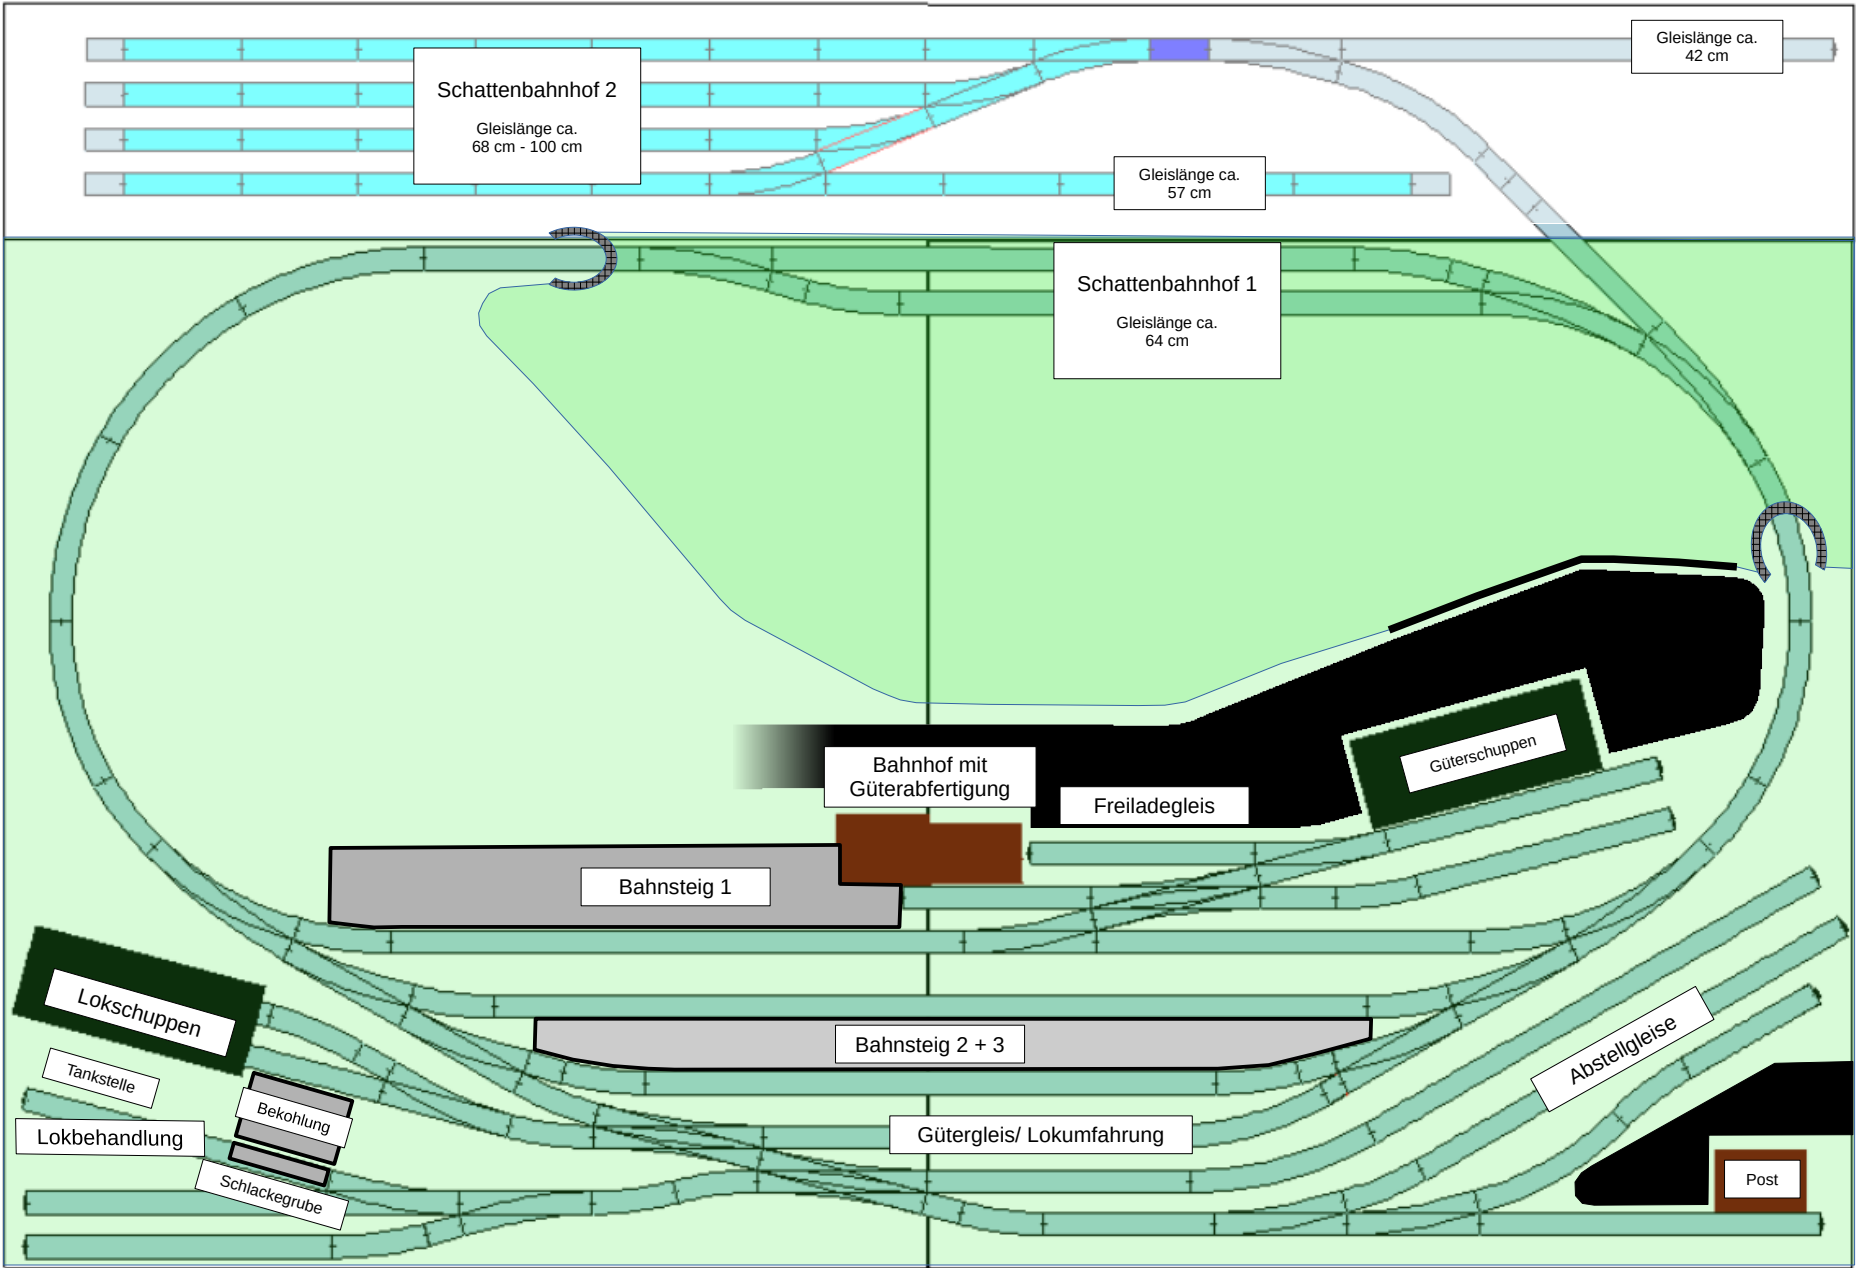 Gleislänge ca.
42 cm
Schattenbahnhof 2
Gleislänge ca.
68 cm - 100 cm
Gleislänge ca.
57 cm
Schattenbahnhof 1
Gleislänge ca.
64 cm
Güterschuppen
Bahnhof mit
Güterabfertigung
Freiladegleis
Bahnsteig 1
Lokschuppen
Bahnsteig 2 + 3
Abstellgleise
Tankstelle
Bekohlung
Lokbehandlung
Gütergleis/ Lokumfahrung
Schlackegrube
Post